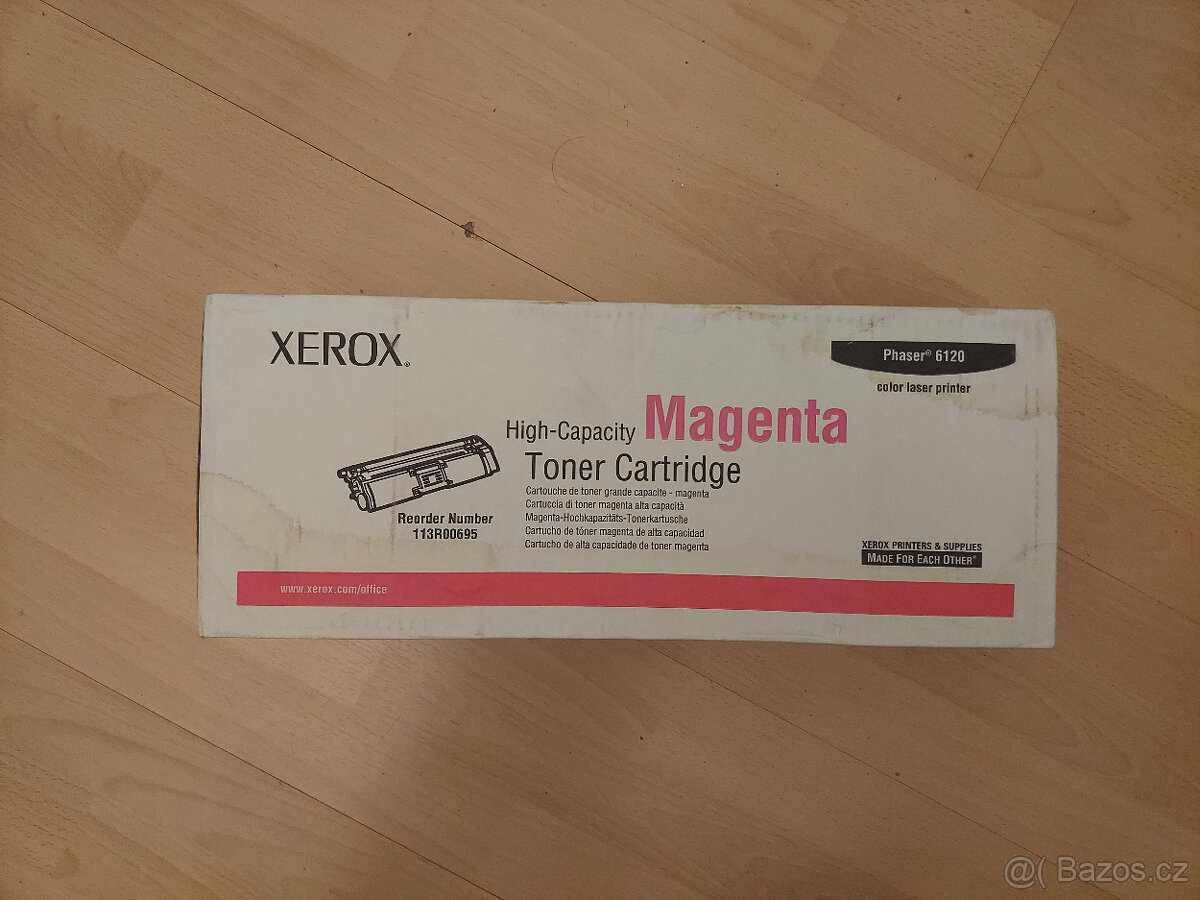 XEROX.
Phaser® 6120
color laser printer
High-Capacity Magenta
Toner Cartridge
Cartouche de toner grande capacite - magenta
Cartuccia di toner magenta alta capacità
Magenta-Hochkapazitäts-Tonerkartusche
Cartucho de tóner magenta de alta capacidad
Cartucho de alta capacidade de toner magenta
Reorder Number
113R00695
XEROX PRINTERS & SUPPLIES
MADE FOR EACH OTHER®
www.xerox.com/office
@( Bazos.cz